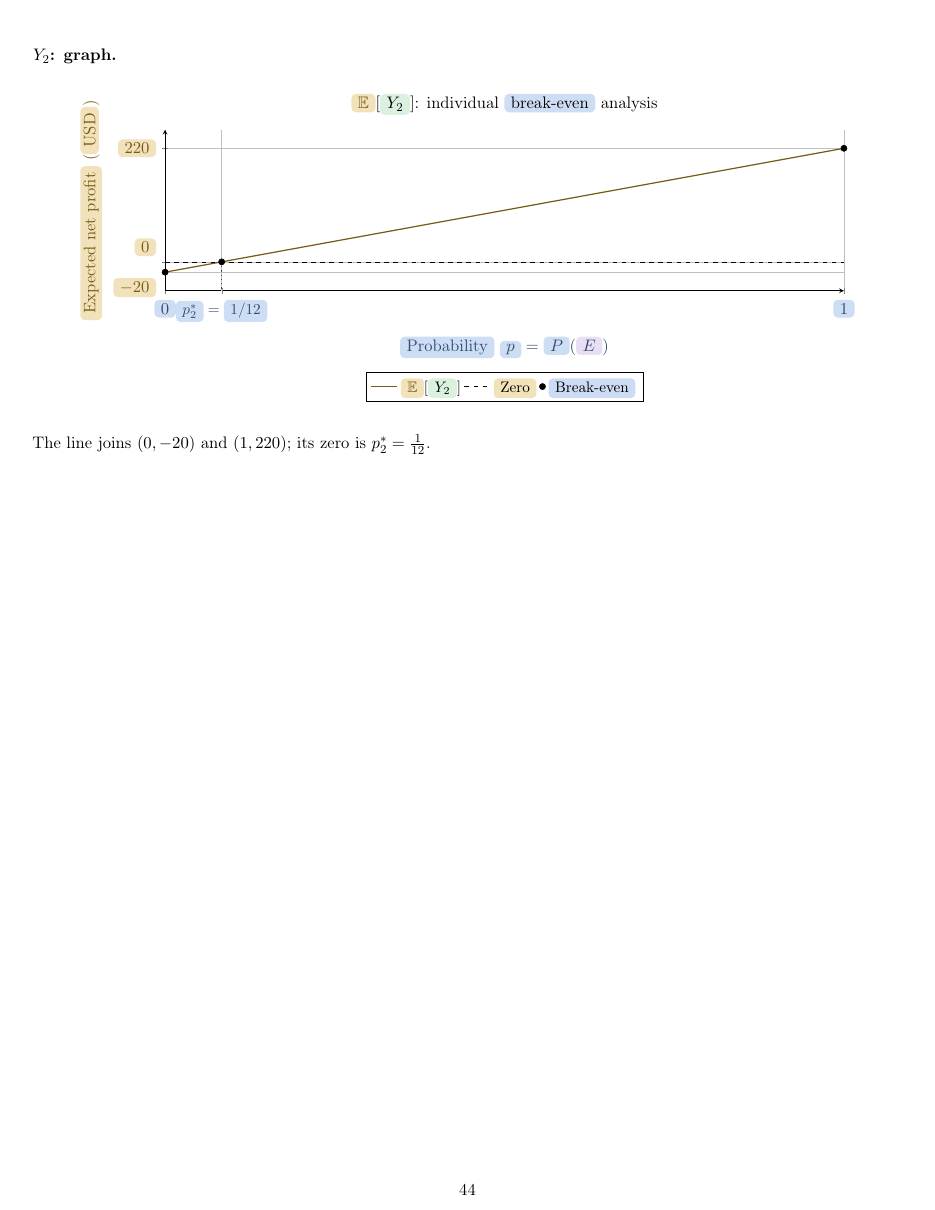 Y₂: graph.
𝔼[Y₂]: individual break-even analysis
Expected net profit (USD)
220
0
−20
0 p₂* = 1/12 1
Probability p = P(E)
𝔼[Y₂] Zero Break-even
The line joins (0, −20) and (1, 220); its zero is p₂* = 1/12.
44